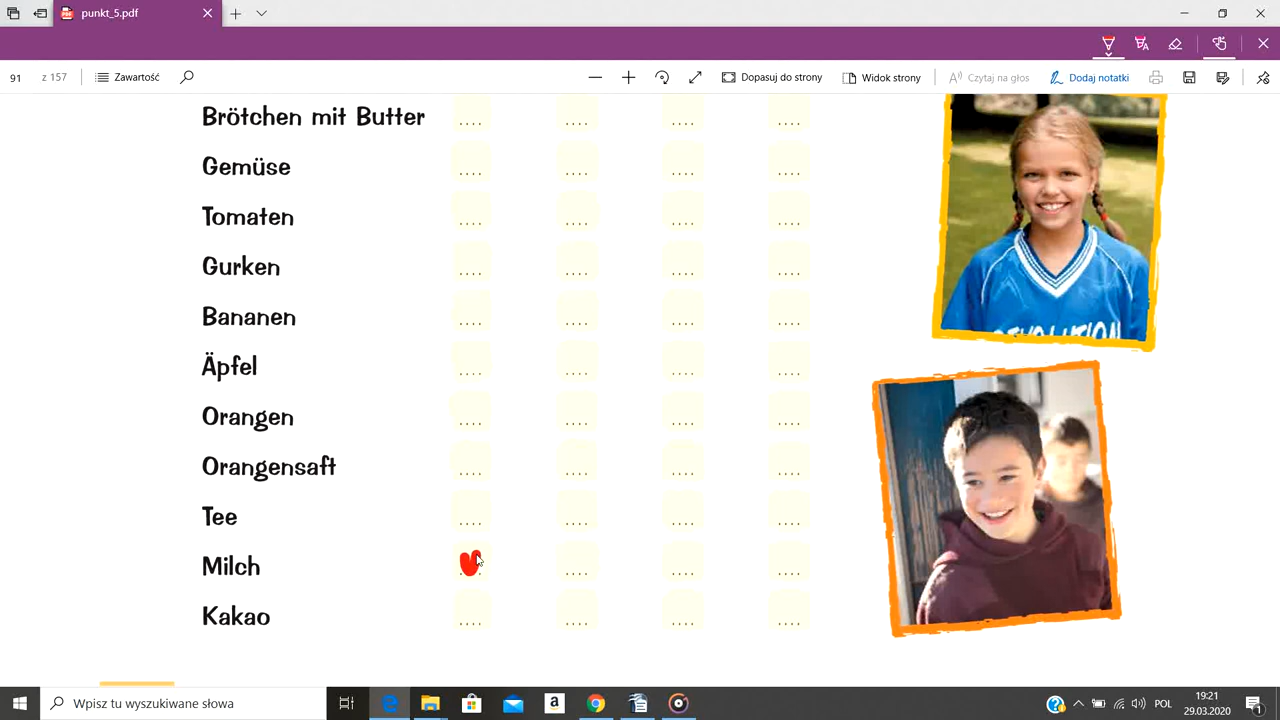 punkt_5.pdf
91 z 157 Zawartość Dopasuj do strony Widok strony Czytaj na głos Dodaj notatki
Brötchen mit Butter .... .... .... ....
Gemüse .... .... .... ....
Tomaten .... .... .... ....
Gurken .... .... .... ....
Bananen .... .... .... ....
Äpfel .... .... .... ....
Orangen .... .... .... ....
Orangensaft .... .... .... ....
Tee .... .... .... ....
Milch .... .... .... ....
Kakao .... .... .... ....
REVOLUTION
Wpisz tu wyszukiwane słowa
POL
19:21
29.03.2020
1